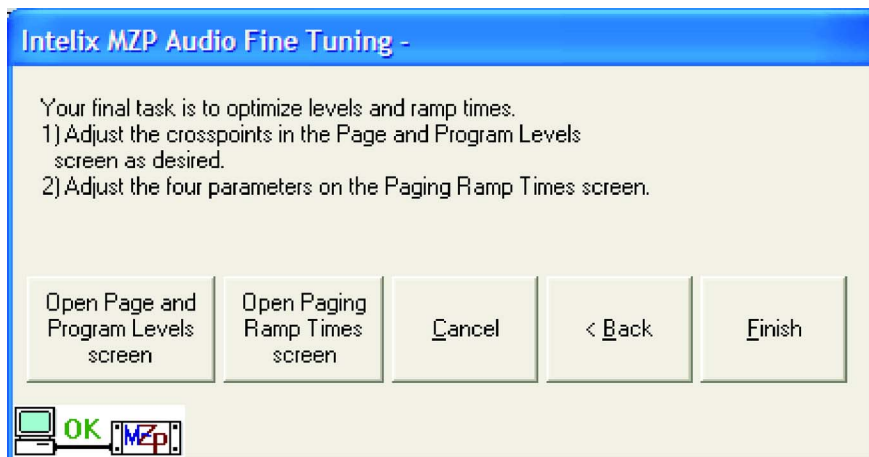 Intelix MZP Audio Fine Tuning -
Your final task is to optimize levels and ramp times.
1) Adjust the crosspoints in the Page and Program Levels
screen as desired.
2) Adjust the four parameters on the Paging Ramp Times screen.
Open Page and
Program Levels
screen
Open Paging
Ramp Times
screen
Cancel
< Back
Finish
OK
MZp